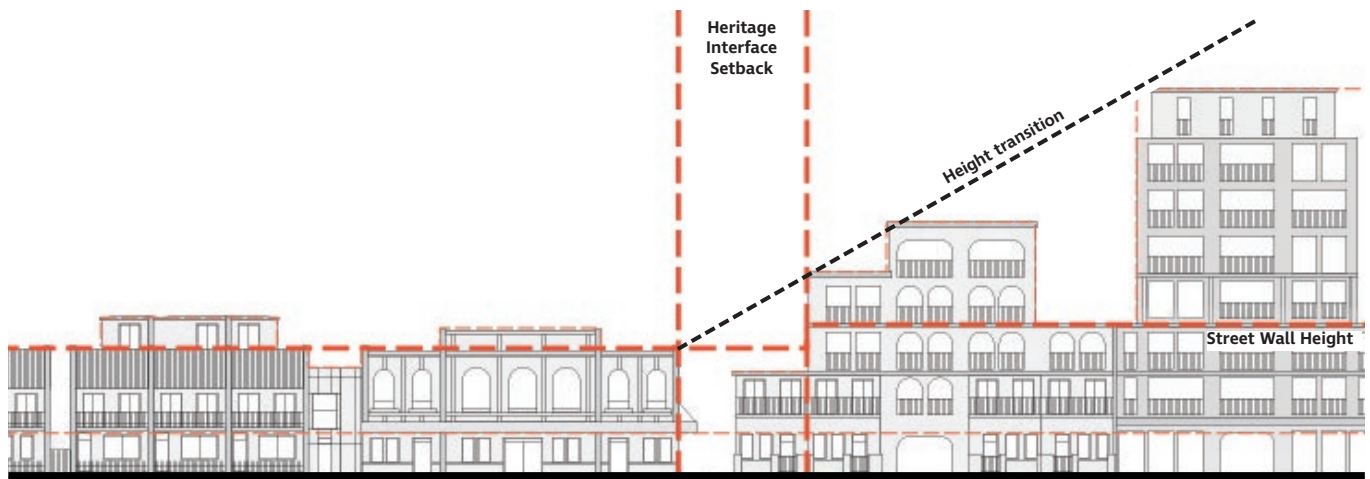 Heritage
Interface
Setback
Height transition
Street Wall Height